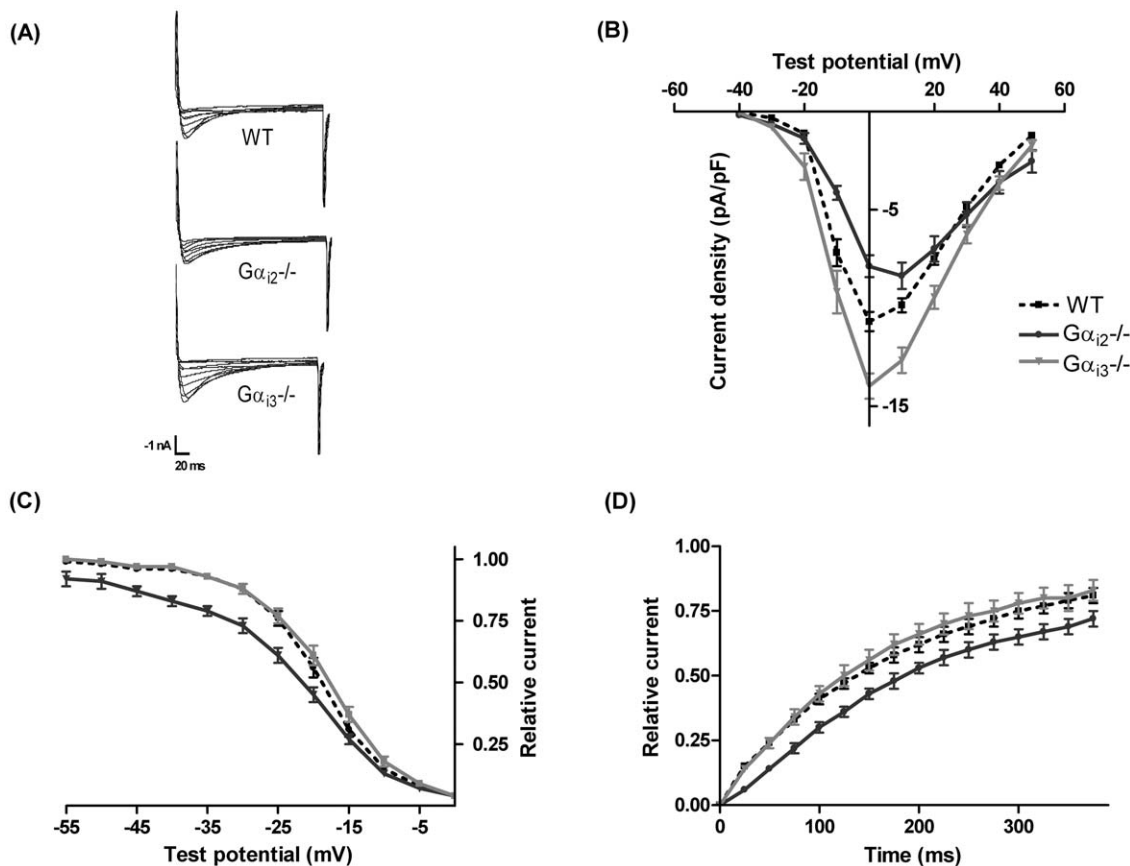 (A)
WT
Gαi2-/-
Gαi3-/-
-1 nA
20 ms
(B)
Test potential (mV)
-60 -40 -20 20 40 60
-5
-15
Current density (pA/pF)
WT
Gαi2-/-
Gαi3-/-
(C)
1.00
0.75
0.50
0.25
Relative current
-55 -45 -35 -25 -15 -5
Test potential (mV)
(D)
1.00
0.75
0.50
0.25
0.00
Relative current
0 100 200 300
Time (ms)